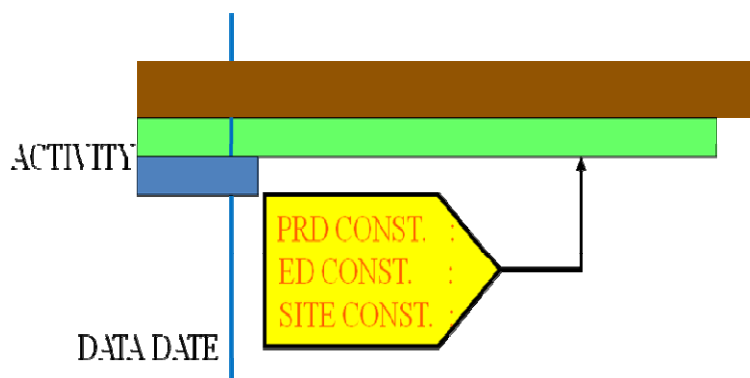 ACTIVITY
PRD CONST. :
ED CONST. :
SITE CONST. :
DATA DATE